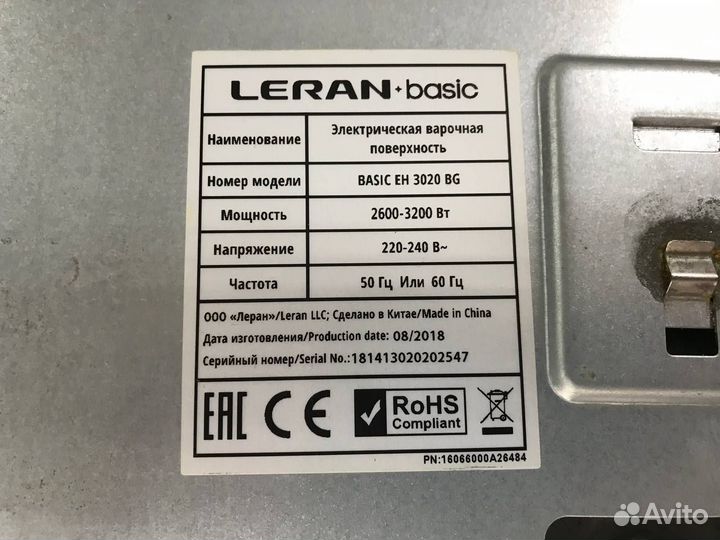 LERAN basic
Наименование Электрическая варочная поверхность
Номер модели BASIC EH 3020 BG
Мощность 2600-3200 Вт
Напряжение 220-240 В~
Частота 50 Гц Или 60 Гц
ООО «Леран»/Leran LLC; Сделано в Китае/Made in China
Дата изготовления/Production date: 08/2018
Серийный номер/Serial No.:181413020202547
EAC CE RoHS
Compliant
PN:16066000A26484
Avito